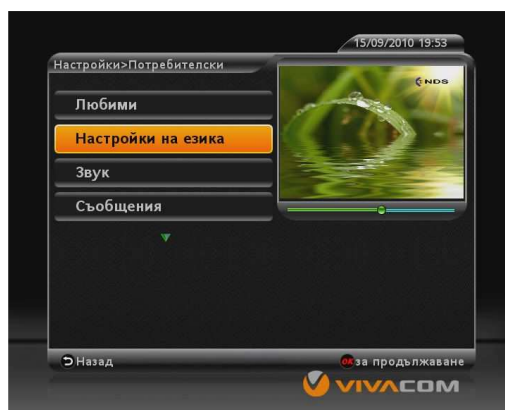 15/09/2010 19:53
Настройки>Потребителски
NDS
Любими
Настройки на езика
Звук
Съобщения
Назад
OK за продължаване
VIVACOM